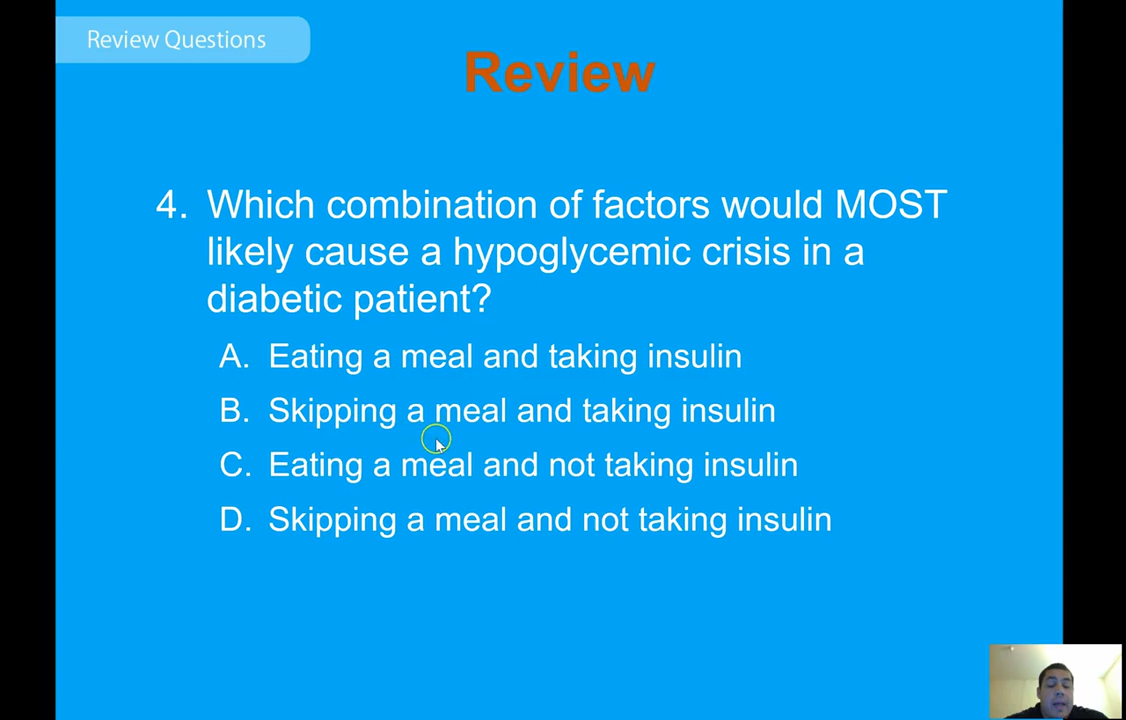 Review Questions
Review
4. Which combination of factors would MOST
likely cause a hypoglycemic crisis in a
diabetic patient?
A. Eating a meal and taking insulin
B. Skipping a meal and taking insulin
C. Eating a meal and not taking insulin
D. Skipping a meal and not taking insulin